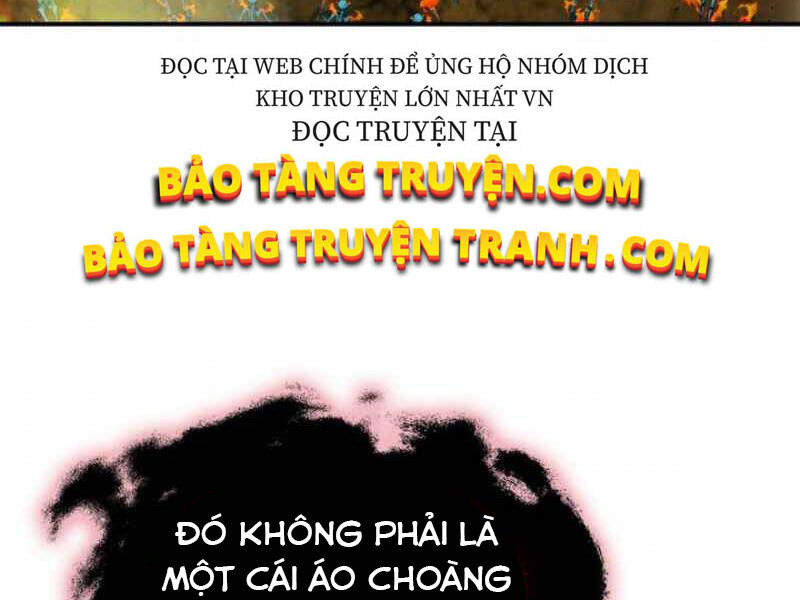 ĐỌC TẠI WEB CHÍNH ĐỂ ỦNG HỘ NHÓM DỊCH
KHO TRUYỆN LỚN NHẤT VN
ĐỌC TRUYỆN TẠI
BẢO TÀNG TRUYỆN.COM
BẢO TÀNG TRUYỆN TRANH.COM
ĐÓ KHÔNG PHẢI LÀ
MỘT CÁI ÁO CHOÀNG